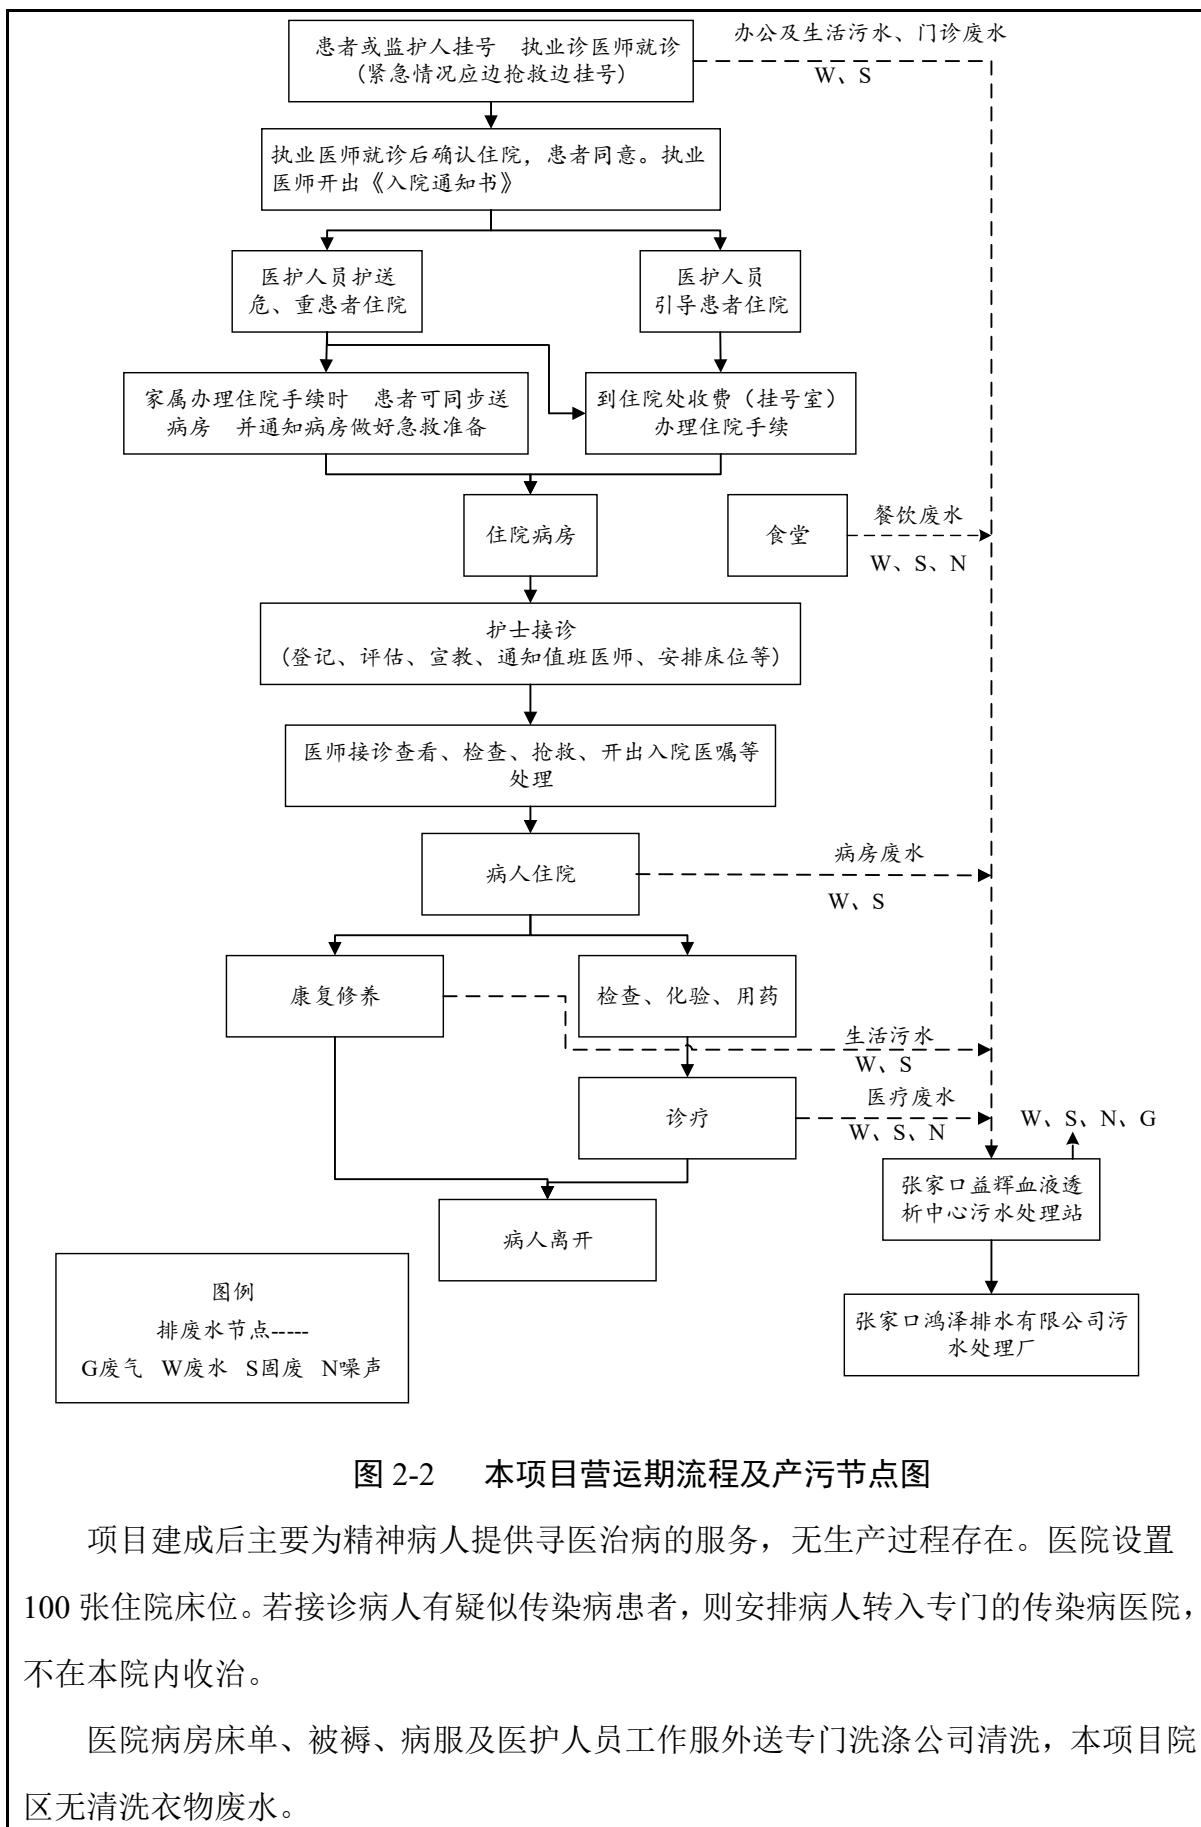 患者或监护人挂号　执业诊医师就诊
(紧急情况应边抢救边挂号)
办公及生活污水、门诊废水
W、S
执业医师就诊后确认住院，患者同意。执业
医师开出《入院通知书》
医护人员护送
危、重患者住院
医护人员
引导患者住院
家属办理住院手续时　患者可同步送
病房　并通知病房做好急救准备
到住院处收费（挂号室）
办理住院手续
住院病房
食堂
餐饮废水
W、S、N
护士接诊
(登记、评估、宣教、通知值班医师、安排床位等)
医师接诊查看、检查、抢救、开出入院医嘱等
处理
病人住院
病房废水
W、S
康复修养
检查、化验、用药
生活污水
W、S
诊疗
医疗废水
W、S、N
W、S、N、G
张家口益辉血液透
析中心污水处理站
病人离开
张家口鸿泽排水有限公司污
水处理厂
图例
排废水节点-----
G废气 W废水 S固废 N噪声
图 2-2　本项目营运期流程及产污节点图
项目建成后主要为精神病人提供寻医治病的服务，无生产过程存在。医院设置
100 张住院床位。若接诊病人有疑似传染病患者，则安排病人转入专门的传染病医院，
不在本院内收治。
医院病房床单、被褥、病服及医护人员工作服外送专门洗涤公司清洗，本项目院
区无清洗衣物废水。